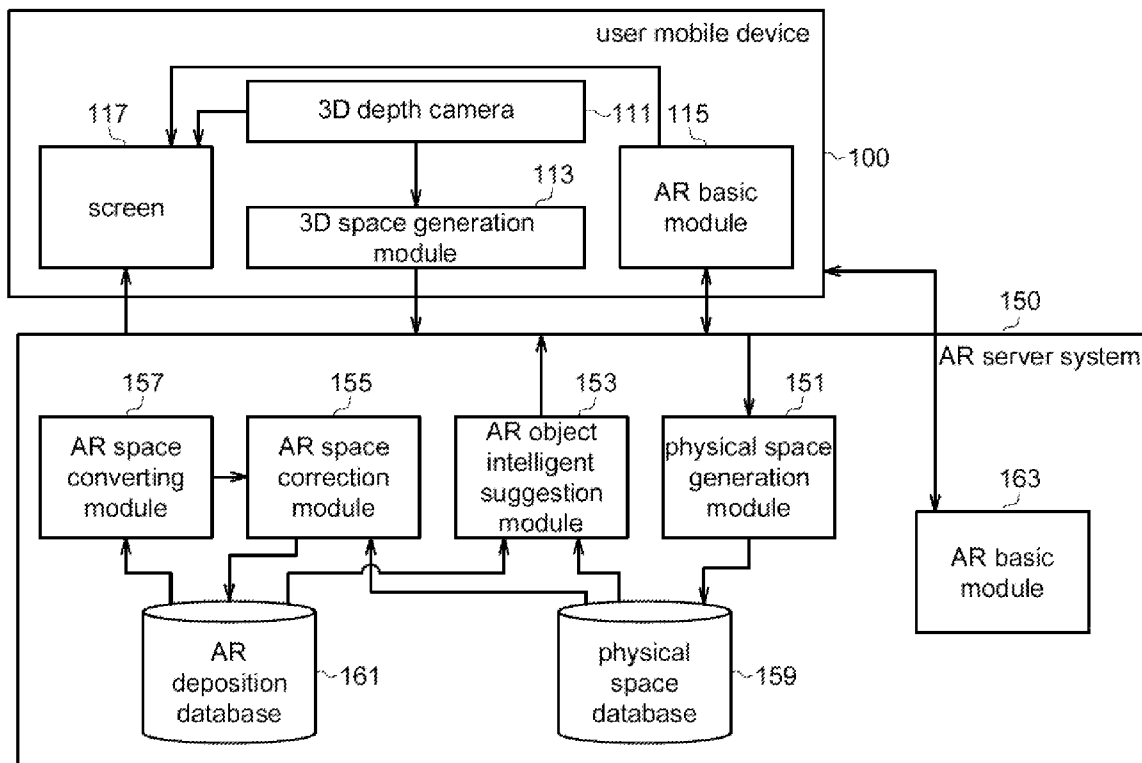 user mobile device
117
3D depth camera
111
115
100
screen
113
3D space generation
module
AR basic
module
150
AR server system
157
155
153
151
AR space
converting
module
AR space
correction
module
AR object
intelligent
suggestion
module
physical space
generation
module
163
AR basic
module
AR
deposition
database
161
physical
space
database
159